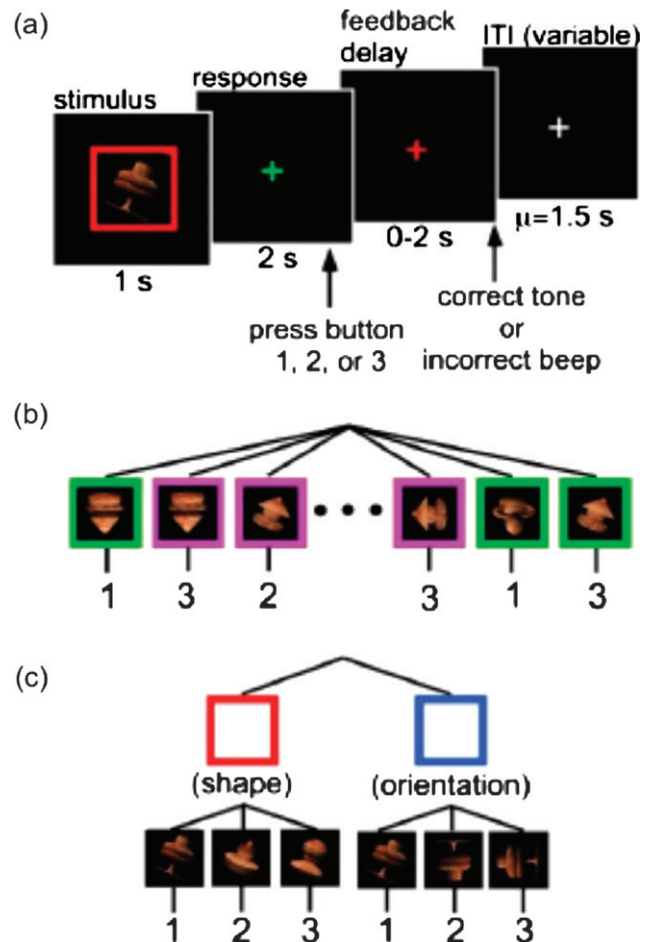 (a)
stimulus
response
feedback
delay
ITI (variable)
1 s
2 s
0-2 s
μ=1.5 s
press button
1, 2, or 3
correct tone
or
incorrect beep
(b)
1 3 2 3 1 3
(c)
(shape) (orientation)
1 2 3 1 2 3